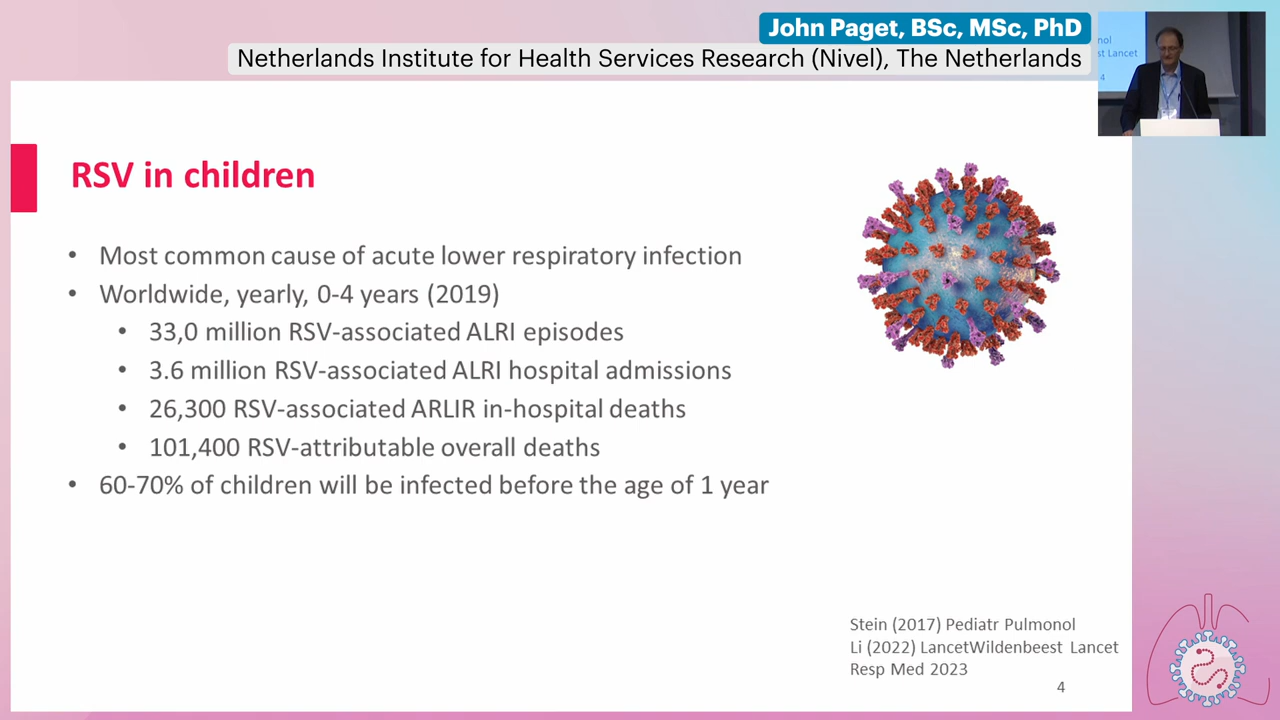 John Paget, BSc, MSc, PhD
Netherlands Institute for Health Services Research (Nivel), The Netherlands
st Lancet
4
RSV in children
• Most common cause of acute lower respiratory infection
• Worldwide, yearly, 0-4 years (2019)
• 33,0 million RSV-associated ALRI episodes
• 3.6 million RSV-associated ALRI hospital admissions
• 26,300 RSV-associated ARLIR in-hospital deaths
• 101,400 RSV-attributable overall deaths
• 60-70% of children will be infected before the age of 1 year
Stein (2017) Pediatr Pulmonol
Li (2022) LancetWildenbeest Lancet
Resp Med 2023
4